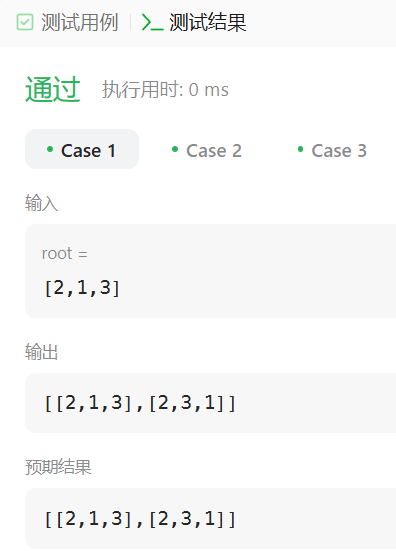 测试用例 | 测试结果
通过 执行用时: 0 ms
Case 1 Case 2 Case 3
输入
root =
[2,1,3]
输出
[[2,1,3],[2,3,1]]
预期结果
[[2,1,3],[2,3,1]]